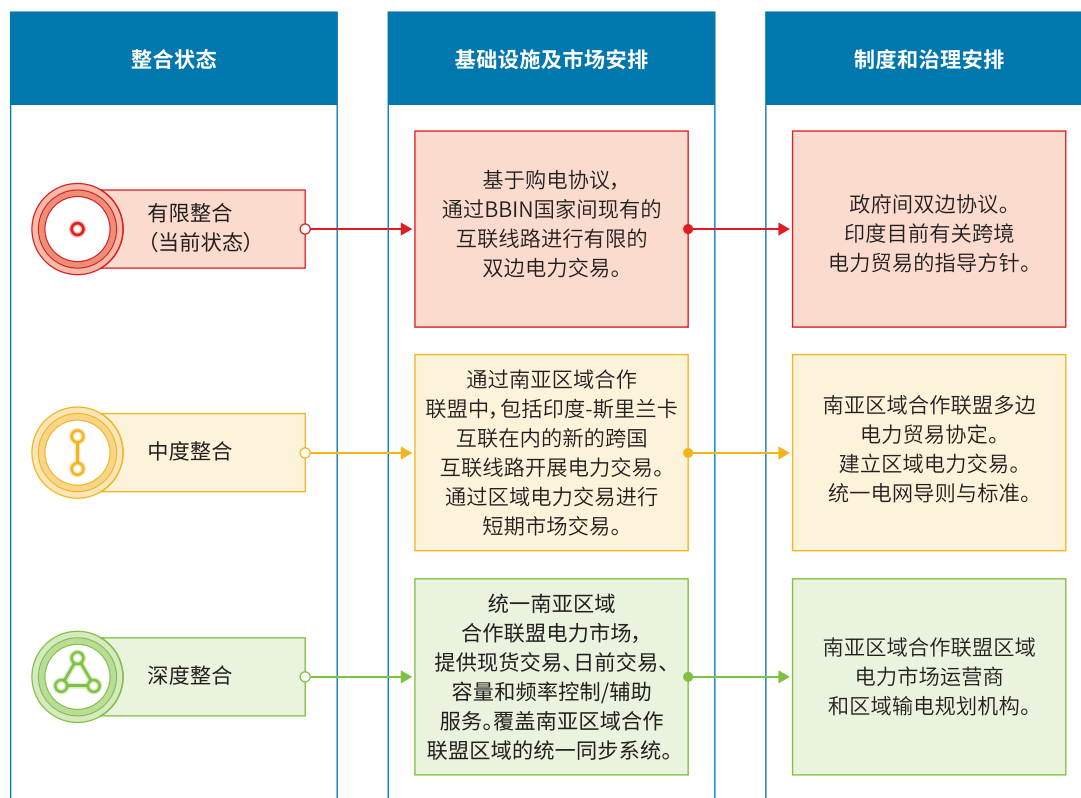 整合状态
基础设施及市场安排
制度和治理安排
有限整合
（当前状态）
基于购电协议，
通过BBIN国家间现有的
互联线路进行有限的
双边电力交易。
政府间双边协议。
印度目前有关跨境
电力贸易的指导方针。
中度整合
通过南亚区域合作
联盟中，包括印度-斯里兰卡
互联在内的新的跨国
互联线路开展电力交易。
通过区域电力交易进行
短期市场交易。
南亚区域合作联盟多边
电力贸易协定。
建立区域电力交易。
统一电网导则与标准。
深度整合
统一南亚区域
合作联盟电力市场，
提供现货交易、日前交易、
容量和频率控制/辅助
服务。覆盖南亚区域合作
联盟区域的统一同步系统。
南亚区域合作联盟区域
电力市场运营商
和区域输电规划机构。